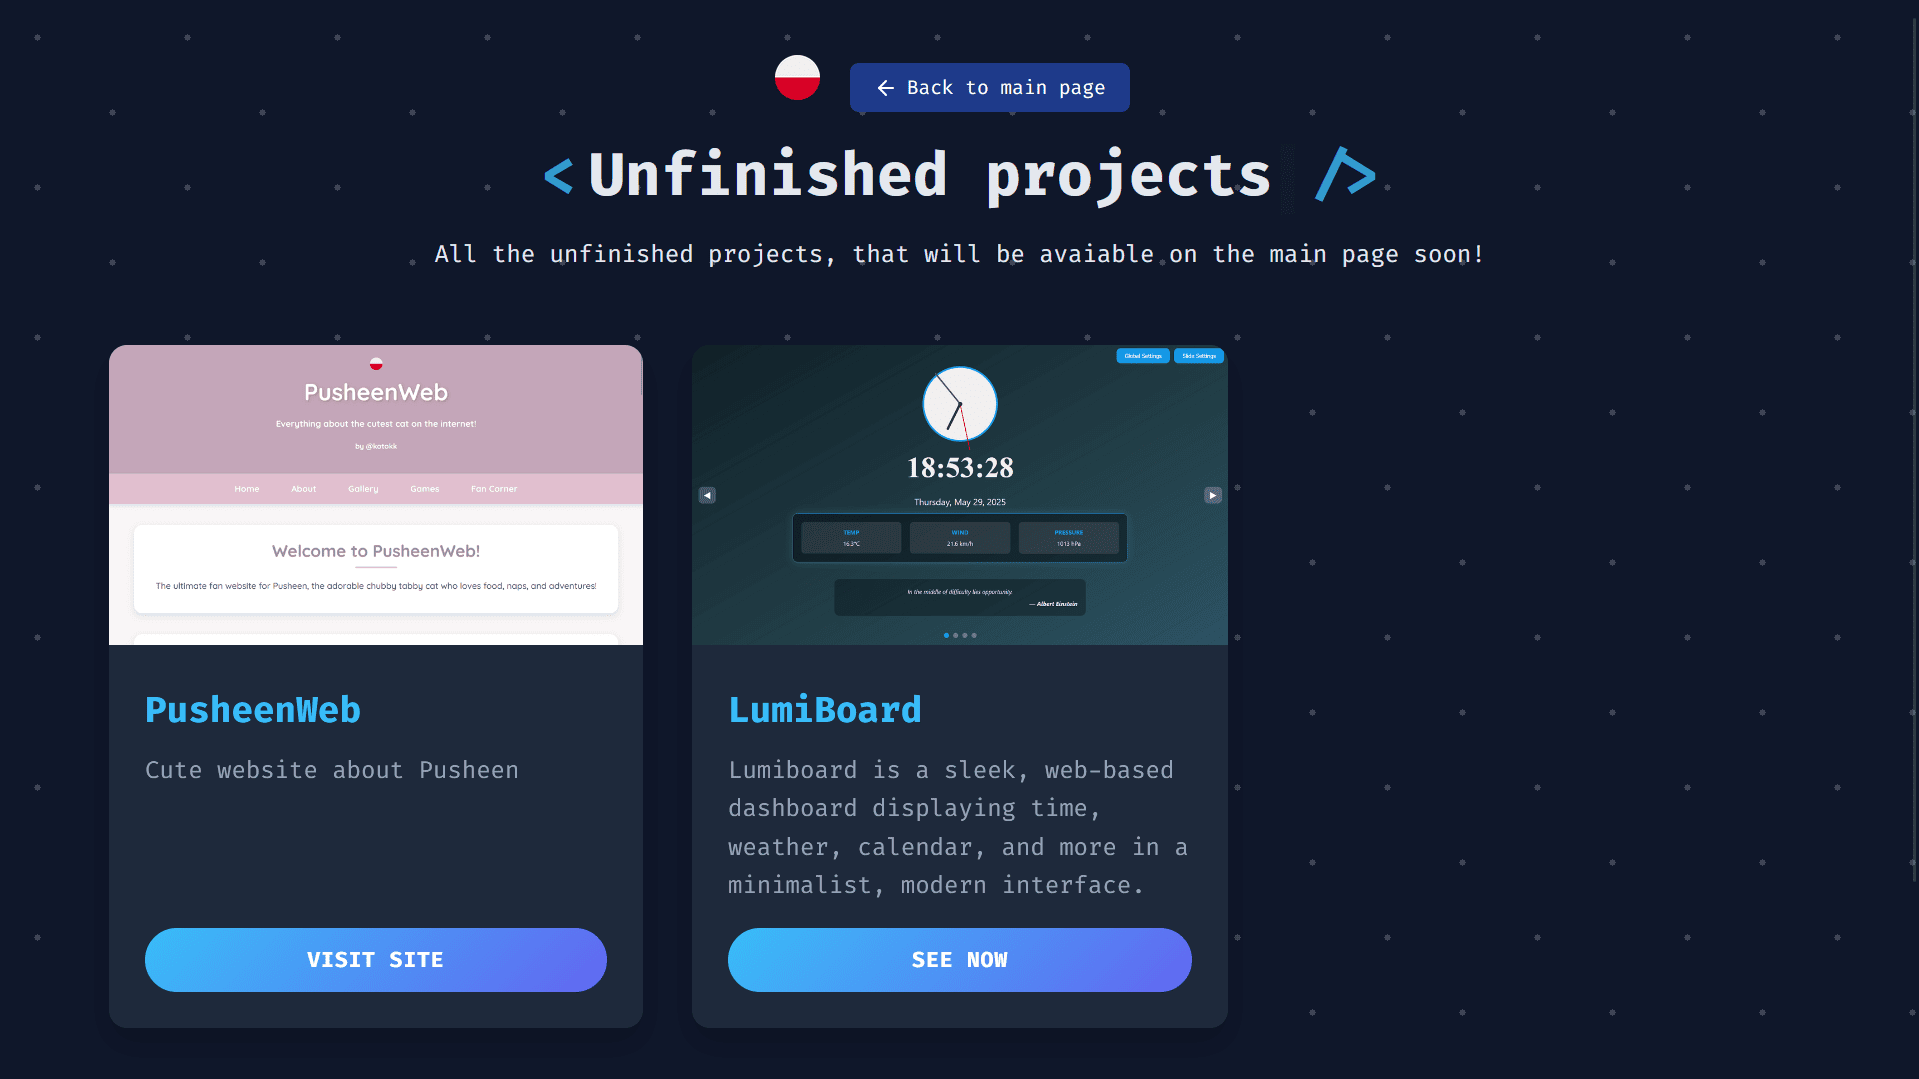 ← Back to main page
< Unfinished projects />
All the unfinished projects, that will be avaiable on the main page soon!
PusheenWeb
Everything about the cutest cat on the internet!
by @katokk
Home About Gallery Games Fan Corner
Welcome to PusheenWeb!
The ultimate fan website for Pusheen, the adorable chubby tabby cat who loves food, naps, and adventures!
PusheenWeb
Cute website about Pusheen
VISIT SITE
Global Settings Slide Settings
18:53:28
Thursday, May 29, 2025
TEMP WIND PRESSURE
16.3°C 21.6 km/h 1013 hPa
In the middle of difficulty lies opportunity.
— Albert Einstein
LumiBoard
Lumiboard is a sleek, web-based
dashboard displaying time,
weather, calendar, and more in a
minimalist, modern interface.
SEE NOW